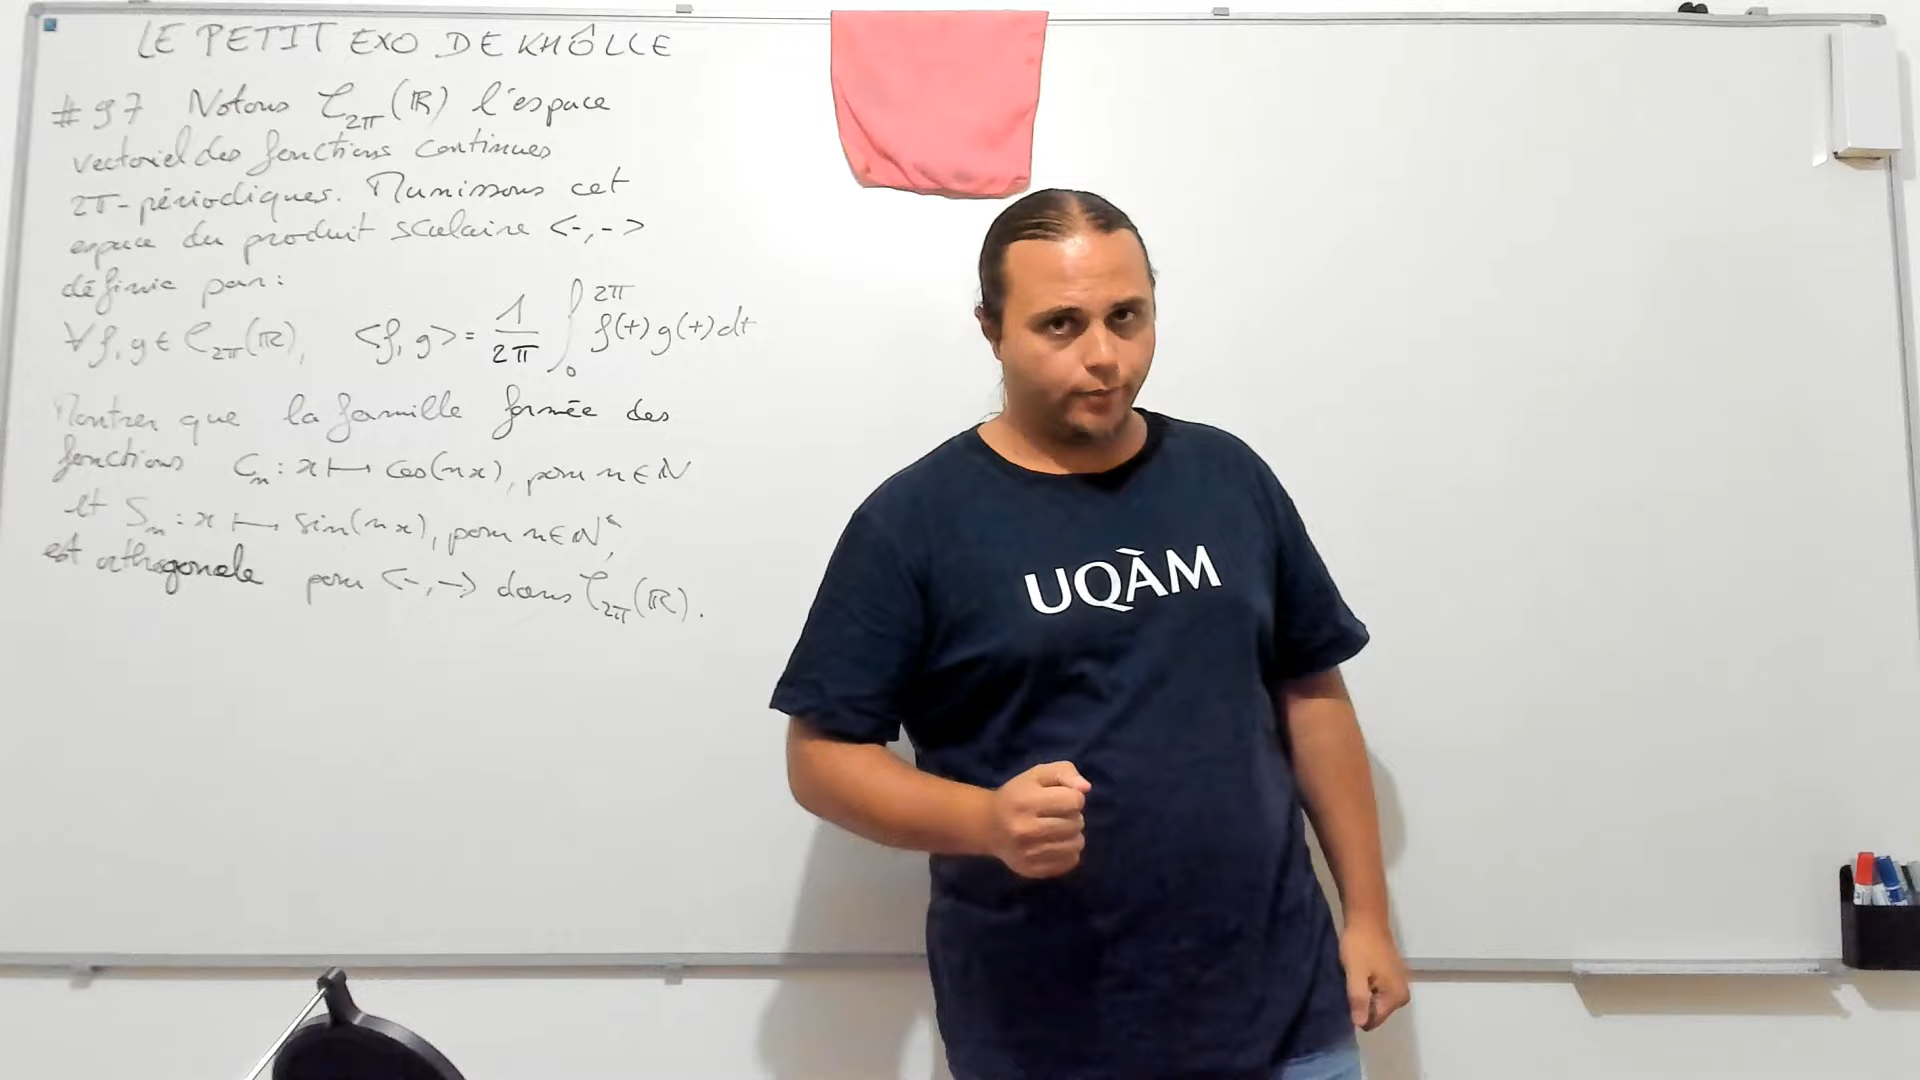 LE PETIT EXO DE KHÔLLE
#97 Notons C₂π(ℝ) l'espace
vectoriel des fonctions continues
2π-périodiques. Munissons cet
espace du produit scalaire <-,->
définie par:
∀f,g ∈ C₂π(ℝ), <f,g> = 1/2π ∫₀^2π f(t)g(t)dt
Montrer que la famille formée des
fonctions Cₙ: x ↦ cos(nx), pour n∈ℕ
et Sₙ: x ↦ sin(nx), pour n∈ℕ*,
est orthogonale pour <-,-> dans C₂π(ℝ).
UQÀM